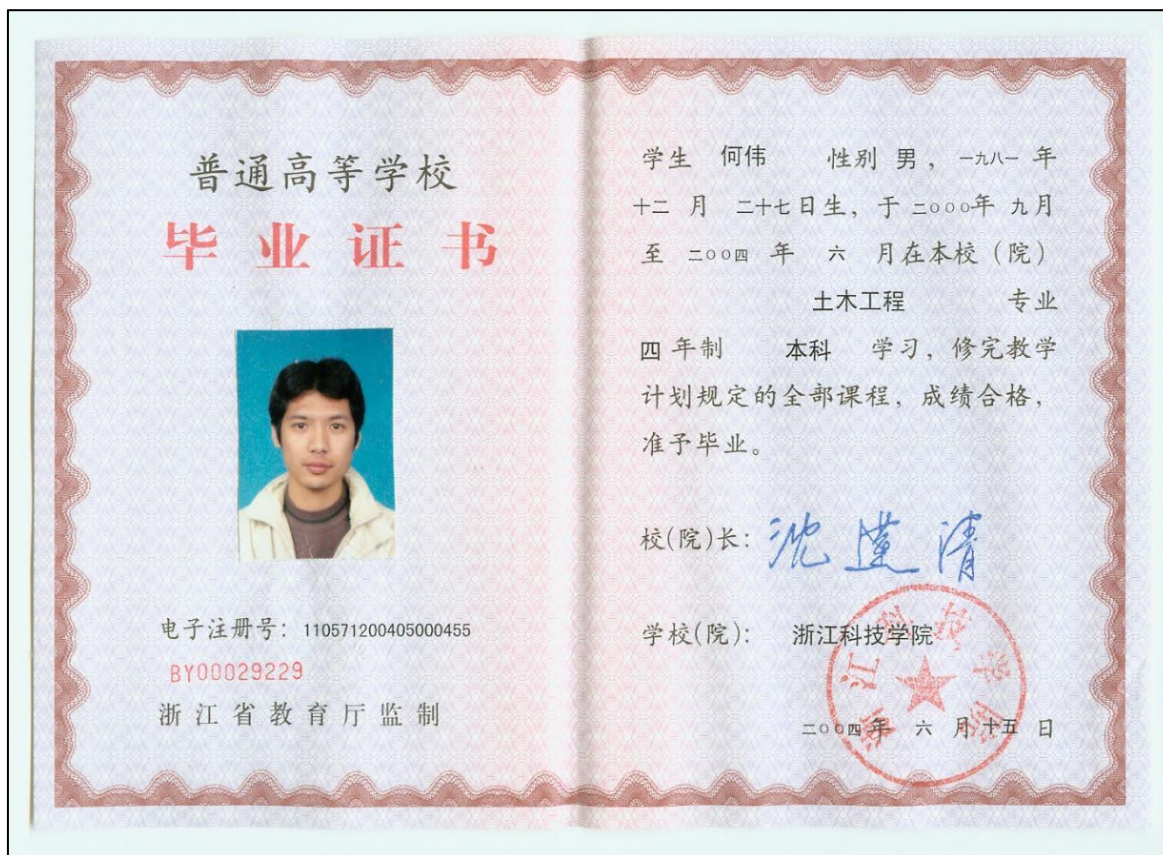 普通高等学校
毕业证书
电子注册号：110571200405000455
BY00029229
浙江省教育厅监制
学生 何伟 性别 男，一九八一 年
十二 月 二十七日生，于 二〇〇〇年 九月
至 二〇〇四 年 六 月在本校（院）
土木工程 专业
四 年制 本科 学习，修完教学
计划规定的全部课程，成绩合格，
准予毕业。
校(院)长：
学校(院)： 浙江科技学院
浙江科技学院
二〇〇四年 六 月十五 日